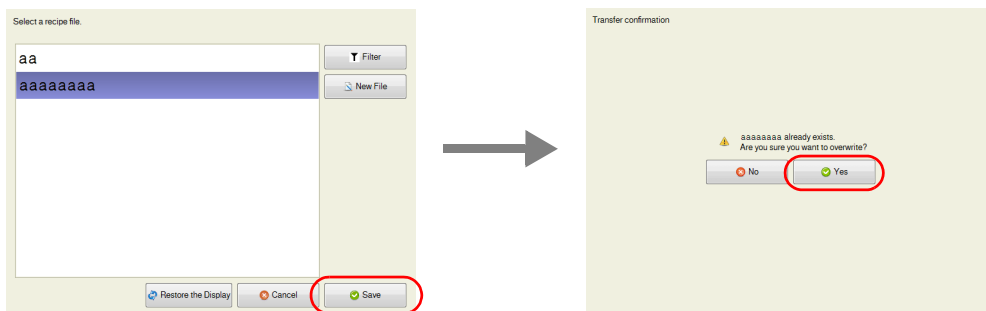 Select a recipe file.
aa
aaaaaaaa
Filter
New File
Restore the Display
Cancel
Save
Transfer confirmation
aaaaaaaa already exists.
Are you sure you want to overwrite?
No
Yes